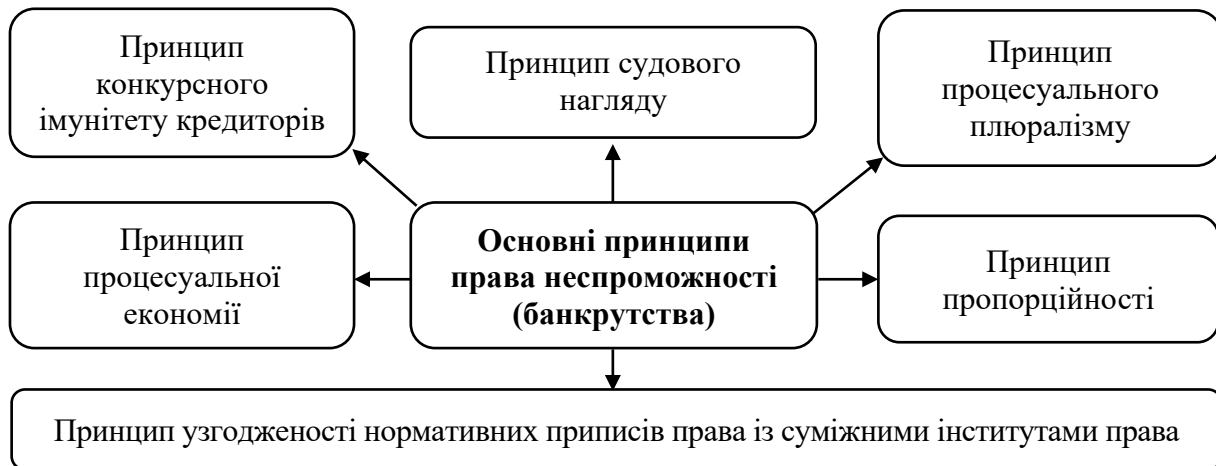 Принцип
конкурсного
імунітету кредиторів
Принцип судового
нагляду
Принцип
процесуального
плюралізму
Принцип
процесуальної
економії
Основні принципи
права неспроможності
(банкрутства)
Принцип
пропорційності
Принцип узгодженості нормативних приписів права із суміжними інститутами права